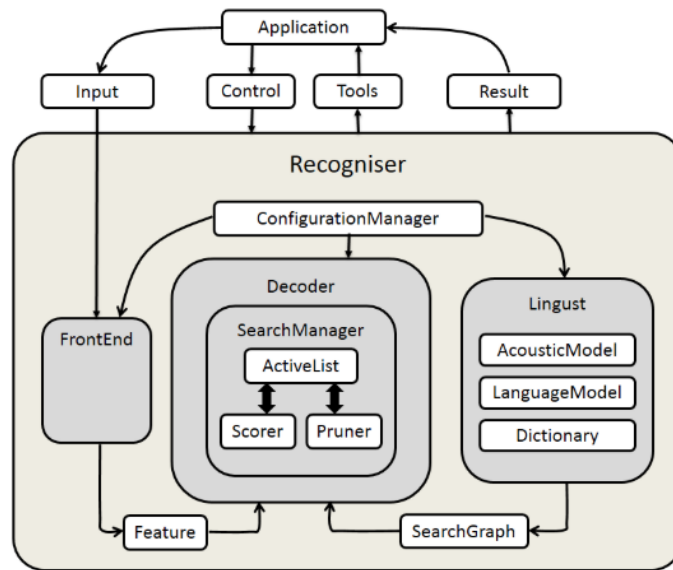 Application
Input
Control
Tools
Result
Recogniser
ConfigurationManager
Decoder
Lingust
SearchManager
FrontEnd
AcousticModel
ActiveList
LanguageModel
Scorer
Pruner
Dictionary
Feature
SearchGraph